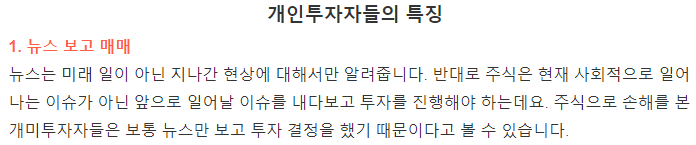 개인투자자들의 특징
1. 뉴스 보고 매매
뉴스는 미래 일이 아닌 지나간 현상에 대해서만 알려줍니다. 반대로 주식은 현재 사회적으로 일어
나는 이슈가 아닌 앞으로 일어날 이슈를 내다보고 투자를 진행해야 하는데요. 주식으로 손해를 본
개미투자자들은 보통 뉴스만 보고 투자 결정을 했기 때문이다고 볼 수 있습니다.